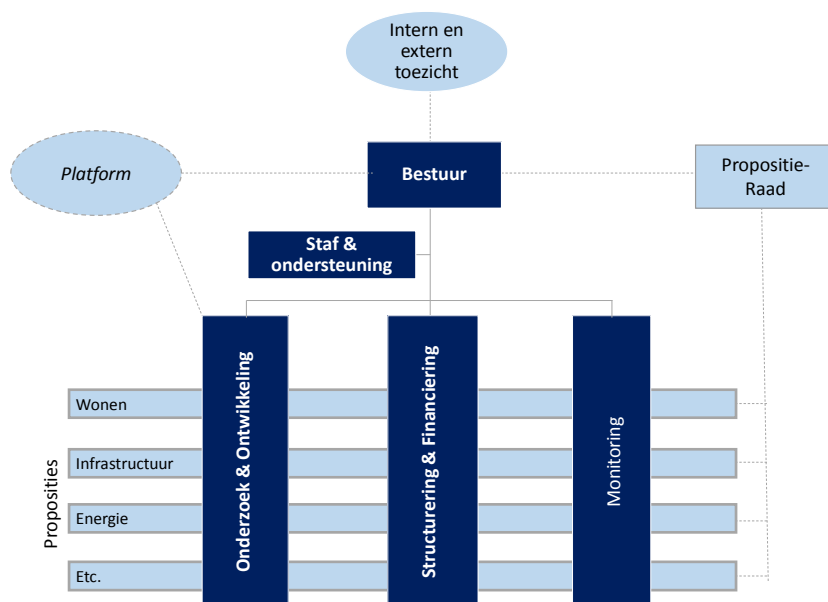 Intern en
extern
toezicht
Platform
Bestuur
Propositie-
Raad
Staf &
ondersteuning
Onderzoek & Ontwikkeling
Structurering & Financiering
Monitoring
Proposities
Wonen
Infrastructuur
Energie
Etc.